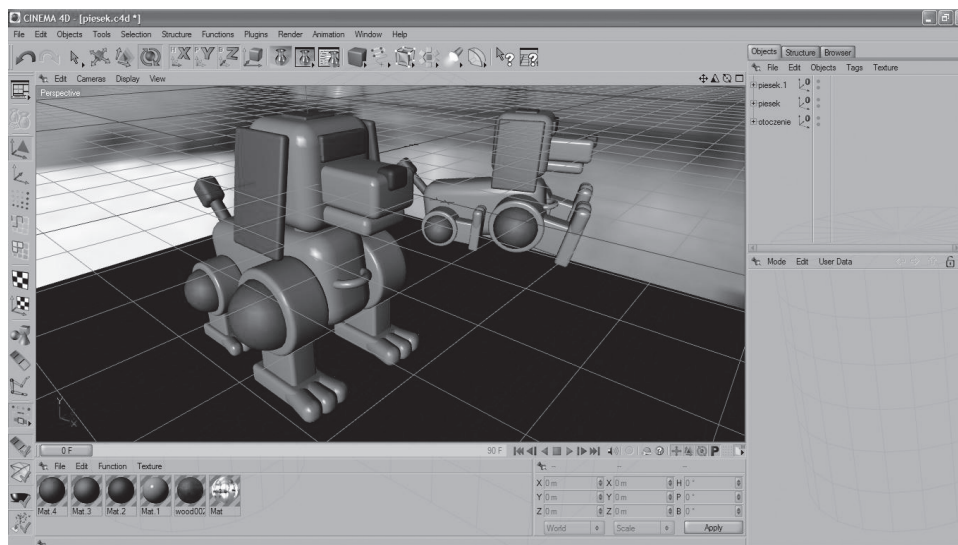 CINEMA 4D - [piesek.c4d *]
File Edit Objects Tools Selection Structure Functions Plugins Render Animation Window Help
X Y Z
Objects Structure Browser
File Edit Objects Tags Texture
piesek.1 0
piesek 0
otoczenie 0
Edit Cameras Display View
Perspective
Y
X
Mode Edit User Data
0 F
90 F
P
File Edit Function Texture
Mat.4 Mat.3 Mat.2 Mat.1 wood002 Mat
-- -- --
X 0 m X 0 m H 0 °
Y 0 m Y 0 m P 0 °
Z 0 m Z 0 m B 0 °
World Scale Apply